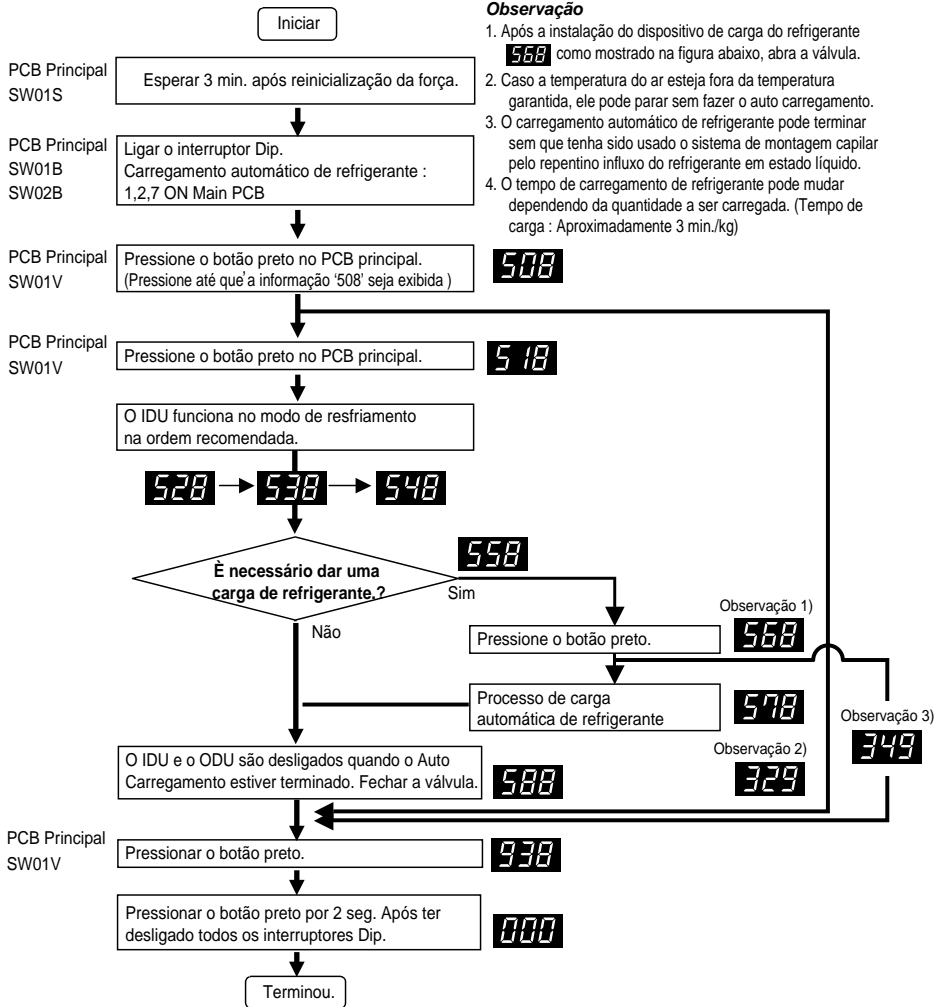 Iniciar
Observação
1. Após a instalação do dispositivo de carga do refrigerante
568 como mostrado na figura abaixo, abra a válvula.
2. Caso a temperatura do ar esteja fora da temperatura
garantida, ele pode parar sem fazer o auto carregamento.
3. O carregamento automático de refrigerante pode terminar
sem que tenha sido usado o sistema de montagem capilar
pelo repentino influxo do refrigerante em estado líquido.
4. O tempo de carregamento de refrigerante pode mudar
dependendo da quantidade a ser carregada. (Tempo de
carga : Aproximadamente 3 min./kg)
PCB Principal
SW01S
Esperar 3 min. após reinicialização da força.
PCB Principal
SW01B
SW02B
Ligar o interruptor Dip.
Carregamento automático de refrigerante :
1,2,7 ON Main PCB
PCB Principal
SW01V
Pressione o botão preto no PCB principal.
(Pressione até que'a informação ‘508’ seja exibida )
508
PCB Principal
SW01V
Pressione o botão preto no PCB principal.
518
O IDU funciona no modo de resfriamento
na ordem recomendada.
528 538 548
È necessário dar uma
carga de refrigerante,?
558
Sim
Não
Pressione o botão preto.
Observação 1)
568
Processo de carga
automática de refrigerante
578
Observação 3)
349
O IDU e o ODU são desligados quando o Auto
Carregamento estiver terminado. Fechar a válvula.
588
Observação 2)
329
PCB Principal
SW01V
Pressionar o botão preto.
938
Pressionar o botão preto por 2 seg. Após ter
desligado todos os interruptores Dip.
000
Terminou.